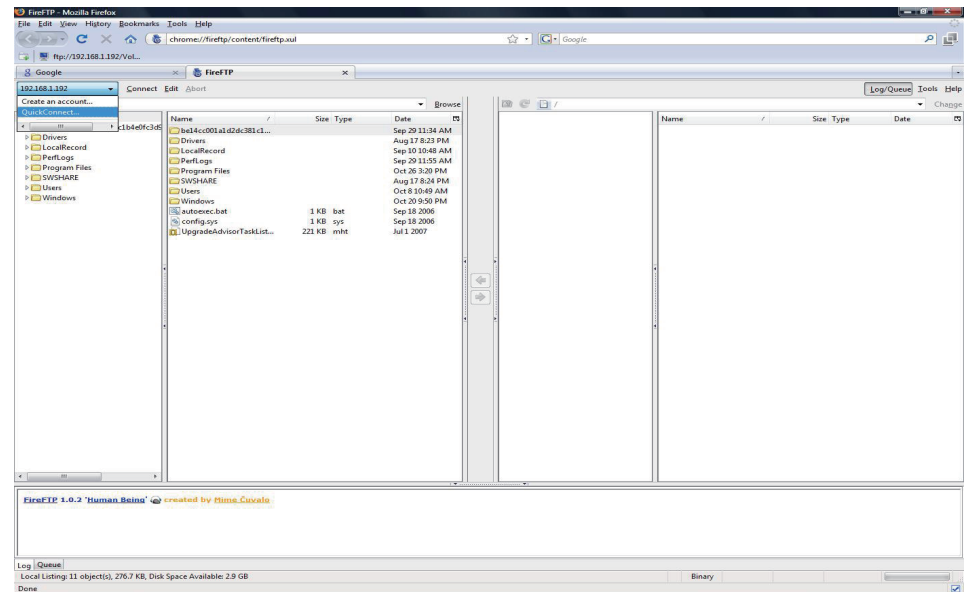 FireFTP - Mozilla Firefox
File Edit View History Bookmarks Tools Help
chrome://fireftp/content/fireftp.xul
Google
ftp://192.168.1.192/Vol...
Google
FireFTP
192.168.1.192
Connect Edit Abort
Log/Queue Tools Help
Create an account...
QuickConnect...
Browse
/
Change
Name Size Type Date
Name Size Type Date
c1b4e0fc3d9
Drivers
LocalRecord
PerfLogs
Program Files
SWSHARE
Users
Windows
be14cc001a1d2dc381c1... Sep 29 11:34 AM
Drivers Aug 17 8:23 PM
LocalRecord Sep 10 10:48 AM
PerfLogs Sep 29 11:55 AM
Program Files Oct 26 3:20 PM
SWSHARE Aug 17 8:24 PM
Users Oct 8 10:49 AM
Windows Oct 20 9:50 PM
autoexec.bat 1 KB bat Sep 18 2006
config.sys 1 KB sys Sep 18 2006
UpgradeAdvisorTaskList... 221 KB mht Jul 1 2007
FireFTP 1.0.2 'Human Being' created by Mime Čuvalo
Log Queue
Local Listing: 11 object(s), 276.7 KB, Disk Space Available: 2.9 GB
Binary
Done